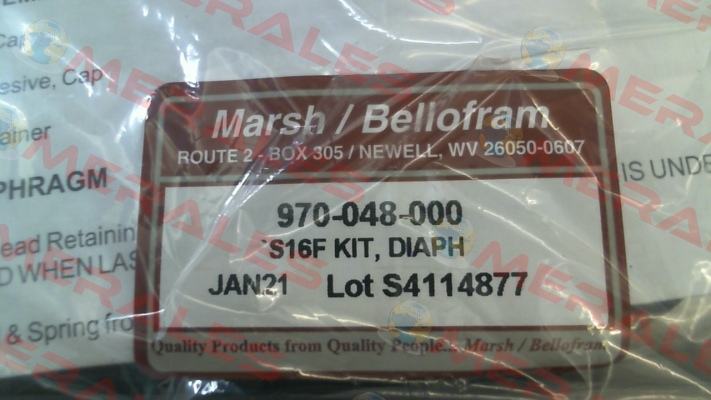 Cap
esive, Cap
ainer
PHRAGM
ead Retainin
D WHEN LAS
l & Spring fro
IS UNDE
Marsh / Bellofram
ROUTE 2 - BOX 305 / NEWELL, WV 26050-0607
970-048-000
S16F KIT, DIAPH
JAN21 Lot S4114877
Quality Products from Quality People... Marsh / Bellofram
MERALES